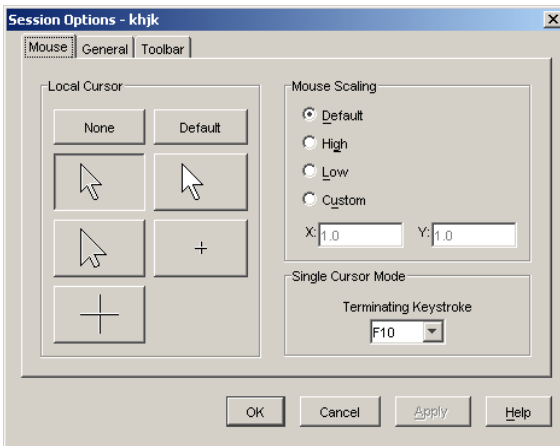 Session Options - khjk
Mouse General Toolbar
Local Cursor
None Default
Mouse Scaling
Default
High
Low
Custom
X: 1.0 Y: 1.0
Single Cursor Mode
Terminating Keystroke
F10
OK Cancel Apply Help